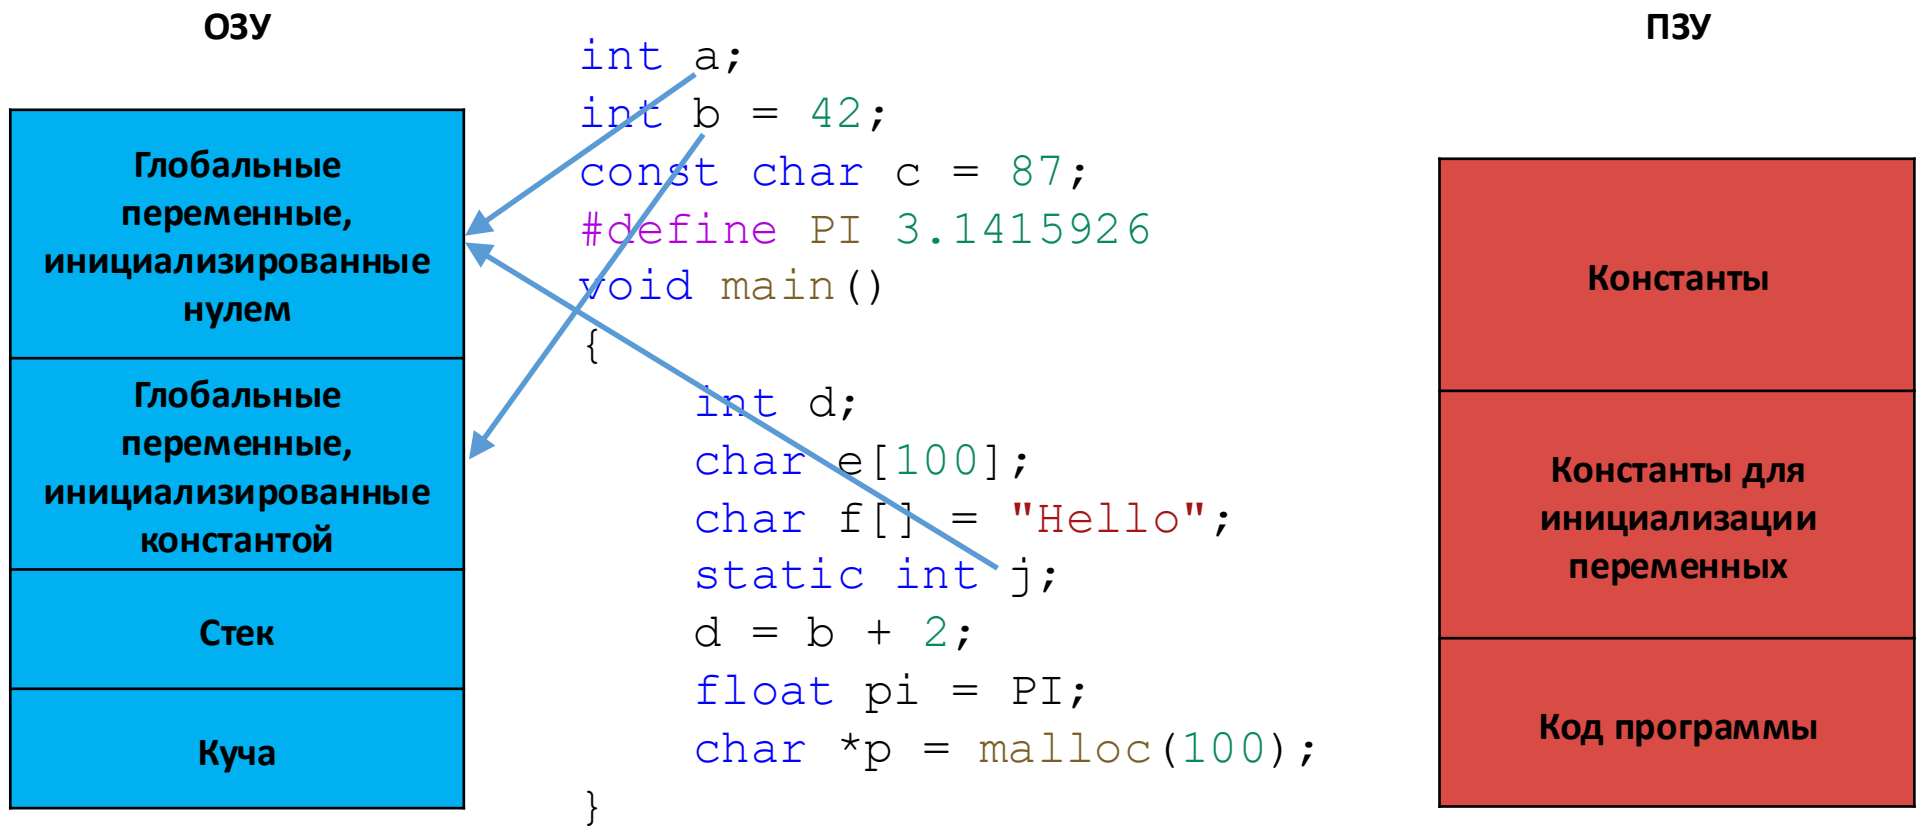 ОЗУ
Глобальные
переменные,
инициализированные
нулем
Глобальные
переменные,
инициализированные
константой
Стек
Куча
int a;
int b = 42;
const char c = 87;
#define PI 3.1415926
void main()
{
int d;
char e[100];
char f[] = "Hello";
static int j;
d = b + 2;
float pi = PI;
char *p = malloc(100);
}
ПЗУ
Константы
Константы для
инициализации
переменных
Код программы